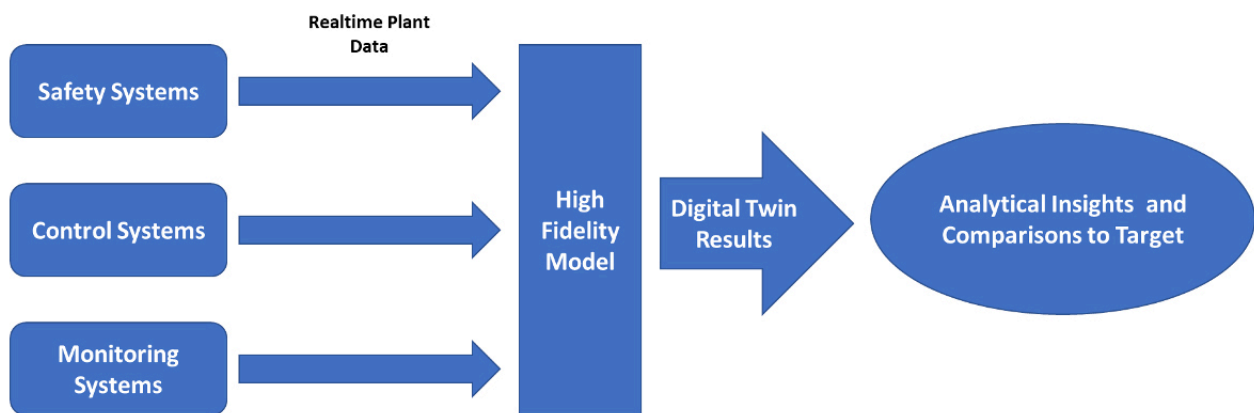 Realtime Plant
Data
Safety Systems
Control Systems
Monitoring
Systems
High
Fidelity
Model
Digital Twin
Results
Analytical Insights and
Comparisons to Target